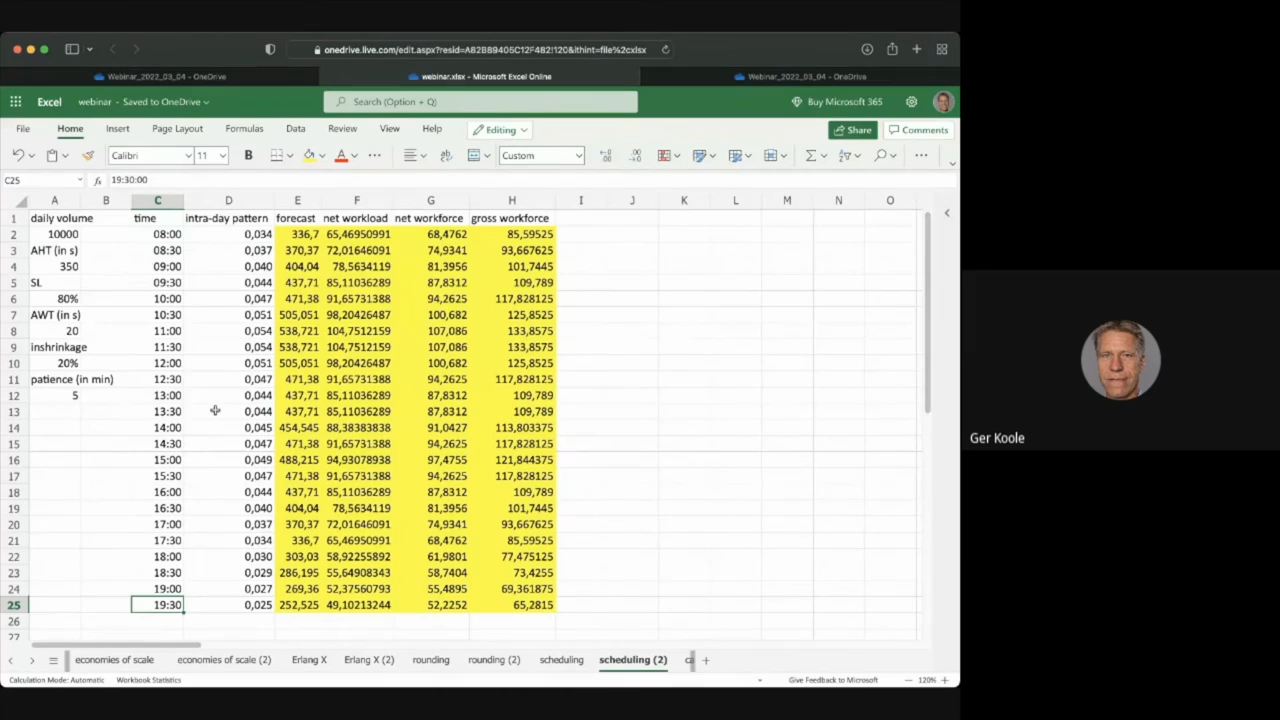 onedrive.live.com/edit.aspx?resid=A82B89405C12F482!120&ithint=file%2cxlsx
Webinar_2022_03_04 - OneDrive
webinar.xlsx - Microsoft Excel Online
Webinar_2022_03_04 - OneDrive
Excel webinar - Saved to OneDrive Search (Option + Q) Buy Microsoft 365
File Home Insert Page Layout Formulas Data Review View Help Editing Share Comments
Calibri 11 B A Custom
C25 fx 19:30:00
A B C D E F G H I J K L M N O
1 daily volume time intra-day pattern forecast net workload net workforce gross workforce
2 10000 08:00 0,034 336,7 65,46950991 68,4762 85,59525
3 AHT (in s) 08:30 0,037 370,37 72,01646091 74,9341 93,667625
4 350 09:00 0,040 404,04 78,5634119 81,3956 101,7445
5 SL 09:30 0,044 437,71 85,11036289 87,8312 109,789
6 80% 10:00 0,047 471,38 91,65731388 94,2625 117,828125
7 AWT (in s) 10:30 0,051 505,051 98,20426487 100,682 125,8525
8 20 11:00 0,054 538,721 104,7512159 107,086 133,8575
9 inshrinkage 11:30 0,054 538,721 104,7512159 107,086 133,8575
10 20% 12:00 0,051 505,051 98,20426487 100,682 125,8525
11 patience (in min) 12:30 0,047 471,38 91,65731388 94,2625 117,828125
12 5 13:00 0,044 437,71 85,11036289 87,8312 109,789
13 13:30 0,044 437,71 85,11036289 87,8312 109,789
14 14:00 0,045 454,545 88,38383838 91,0427 113,803375
15 14:30 0,047 471,38 91,65731388 94,2625 117,828125
16 15:00 0,049 488,215 94,93078938 97,4755 121,844375
17 15:30 0,047 471,38 91,65731388 94,2625 117,828125
18 16:00 0,044 437,71 85,11036289 87,8312 109,789
19 16:30 0,040 404,04 78,5634119 81,3956 101,7445
20 17:00 0,037 370,37 72,01646091 74,9341 93,667625
21 17:30 0,034 336,7 65,46950991 68,4762 85,59525
22 18:00 0,030 303,03 58,92255892 61,9801 77,475125
23 18:30 0,029 286,195 55,64908343 58,7404 73,4255
24 19:00 0,027 269,36 52,37560793 55,4895 69,361875
25 19:30 0,025 252,525 49,10213244 52,2252 65,2815
26
27
economies of scale economies of scale (2) Erlang X Erlang X (2) rounding rounding (2) scheduling scheduling (2)
Calculation Mode: Automatic Workbook Statistics Give Feedback to Microsoft 120%
Ger Koole